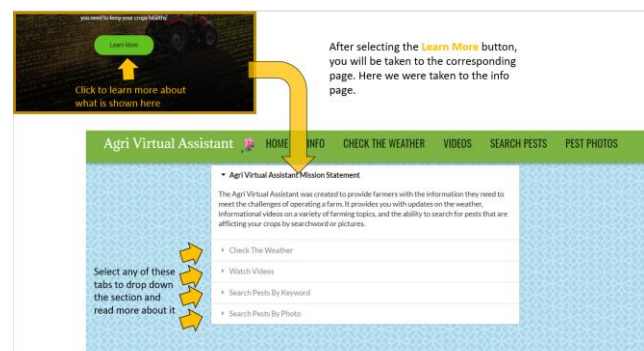 you need to keep your crops healthy
Learn More
Click to learn more about
what is shown here
After selecting the Learn More button,
you will be taken to the corresponding
page. Here we were taken to the info
page.
Agri Virtual Assistant HOME INFO CHECK THE WEATHER VIDEOS SEARCH PESTS PEST PHOTOS
Agri Virtual Assistant Mission Statement
The Agri Virtual Assistant was created to provide farmers with the information they need to
meet the challenges of operating a farm. It provides you with updates on the weather,
informational videos on a variety of farming topics, and the ability to search for pests that are
afflicting your crops by searchword or pictures.
Select any of these
tabs to drop down
the section and
read more about it
Check The Weather
Watch Videos
Search Pests By Keyword
Search Pests By Photo